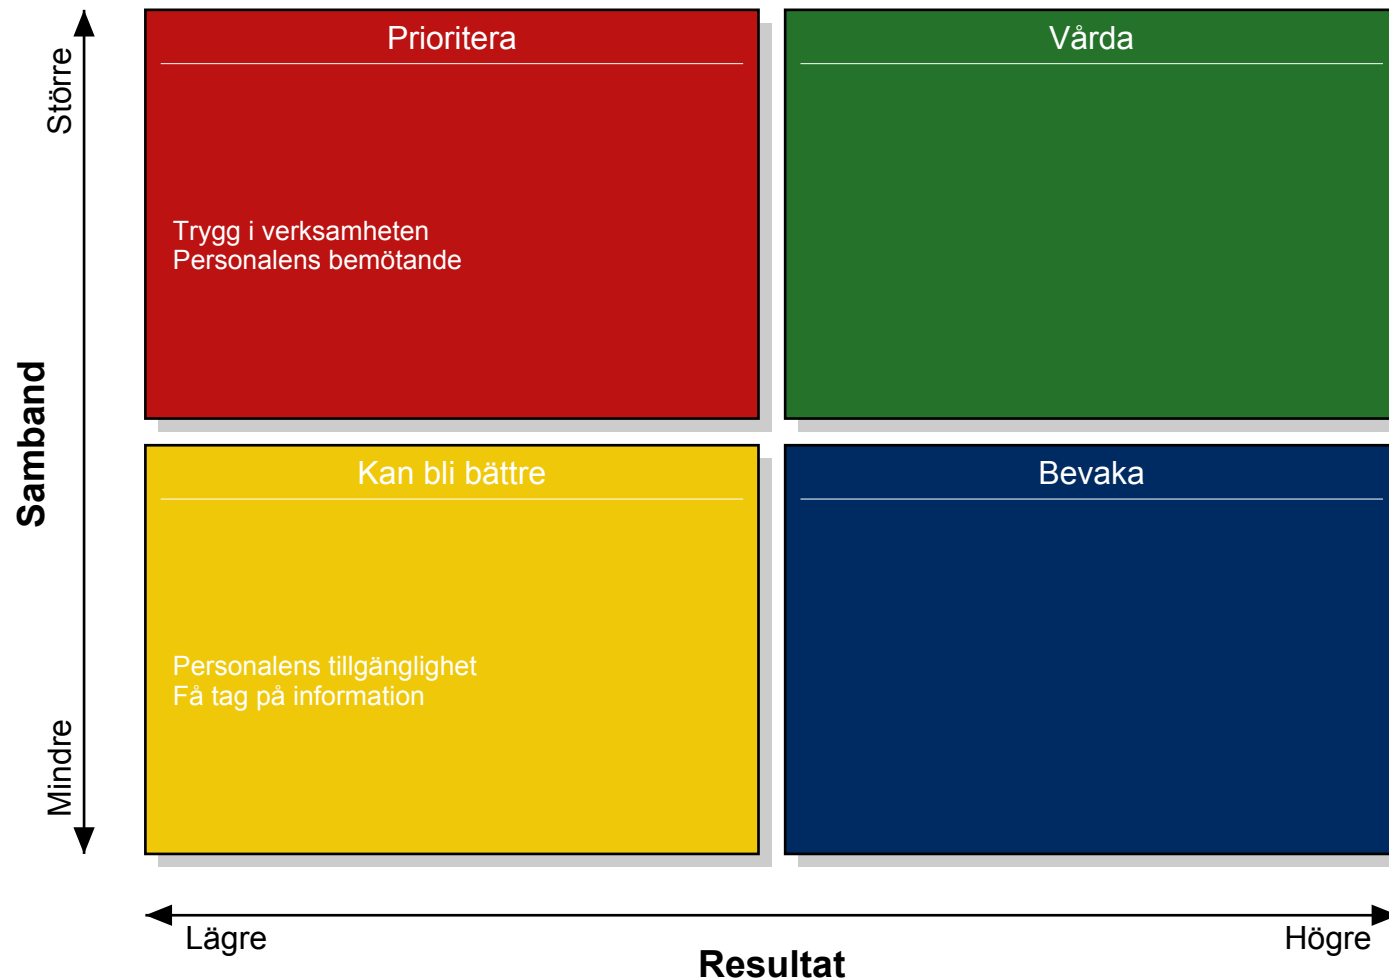 Större
Prioritera
Trygg i verksamheten
Personalens bemötande
Vårda
Samband
Kan bli bättre
Personalens tillgänglighet
Få tag på information
Bevaka
Mindre
Lägre
Högre
Resultat